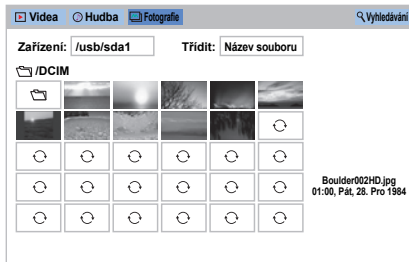 Videa Hudba Fotografie Vyhledávání
Zařízení: /usb/sda1 Třídit: Název souboru
/DCIM
Boulder002HD.jpg
01:00, Pát, 28. Pro 1984